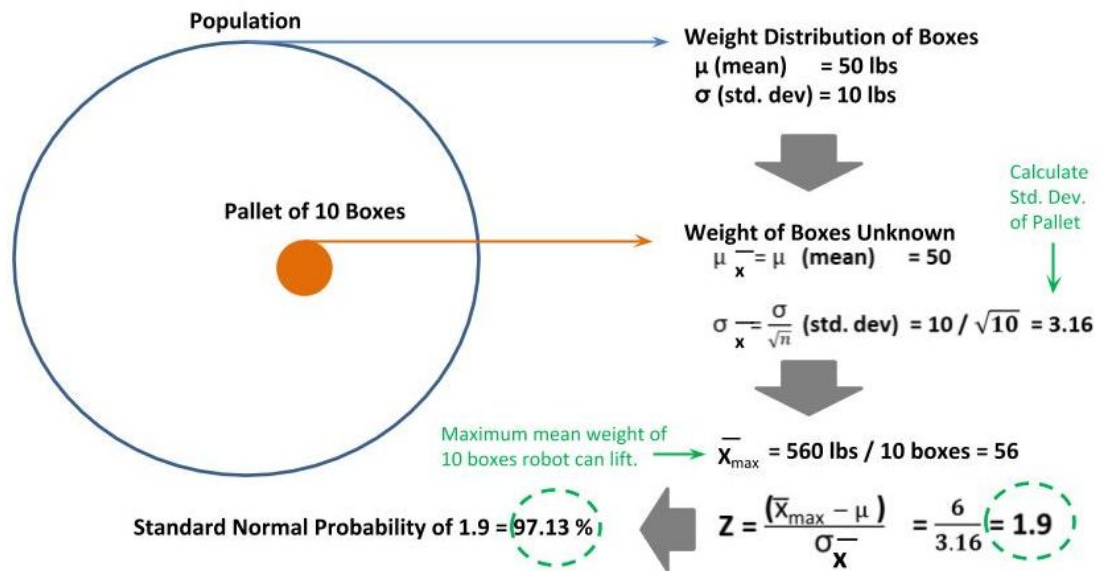 Population
Weight Distribution of Boxes
μ (mean) = 50 lbs
σ (std. dev) = 10 lbs
Calculate
Std. Dev.
of Pallet
Pallet of 10 Boxes
Weight of Boxes Unknown
μ x̅ = μ (mean) = 50
σ x̅ = σ/√n (std. dev) = 10 / √10 = 3.16
Maximum mean weight of
10 boxes robot can lift.
x̅max = 560 lbs / 10 boxes = 56
Z = (x̅max − μ ) / σx̅ = 6/3.16 = 1.9
Standard Normal Probability of 1.9 = 97.13 %